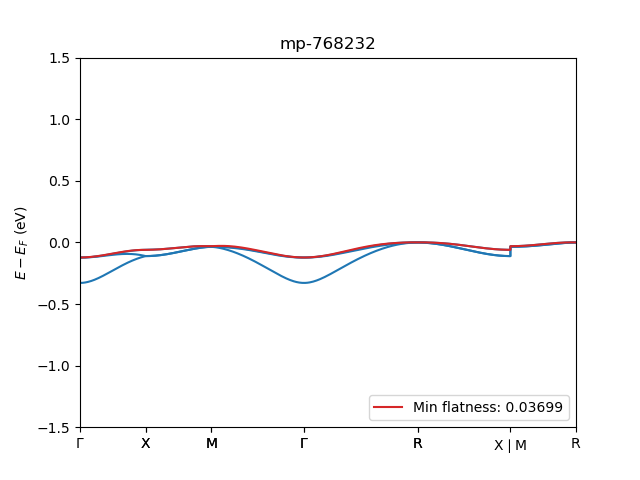 mp-768232
E − E_F (eV)
1.5
1.0
0.5
0.0
−0.5
−1.0
−1.5
Min flatness: 0.03699
Γ X M Γ R X | M R